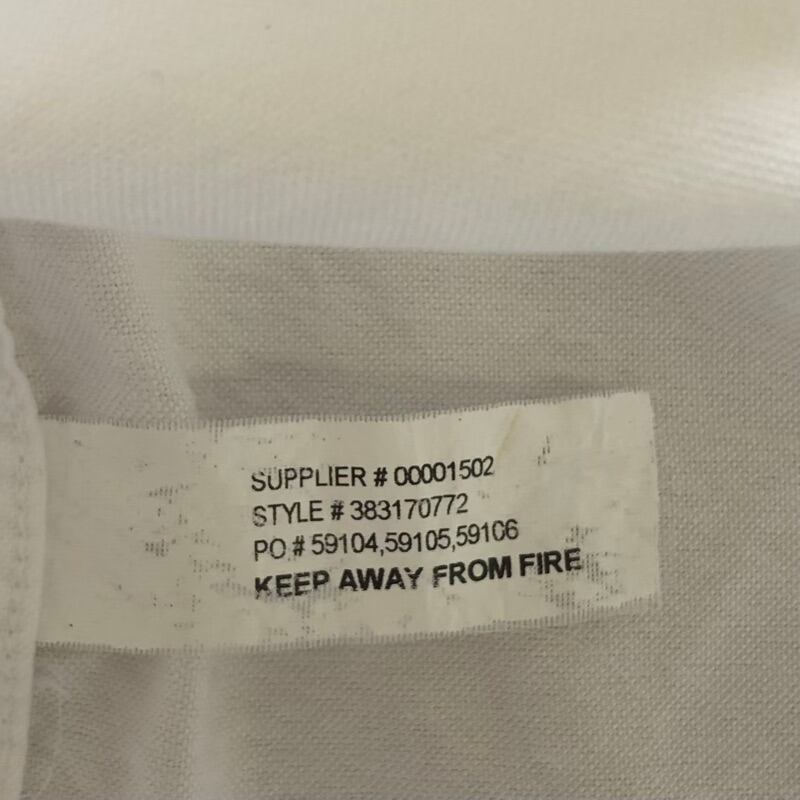 SUPPLIER # 00001502
STYLE # 383170772
PO # 59104,59105,59106
KEEP AWAY FROM FIRE